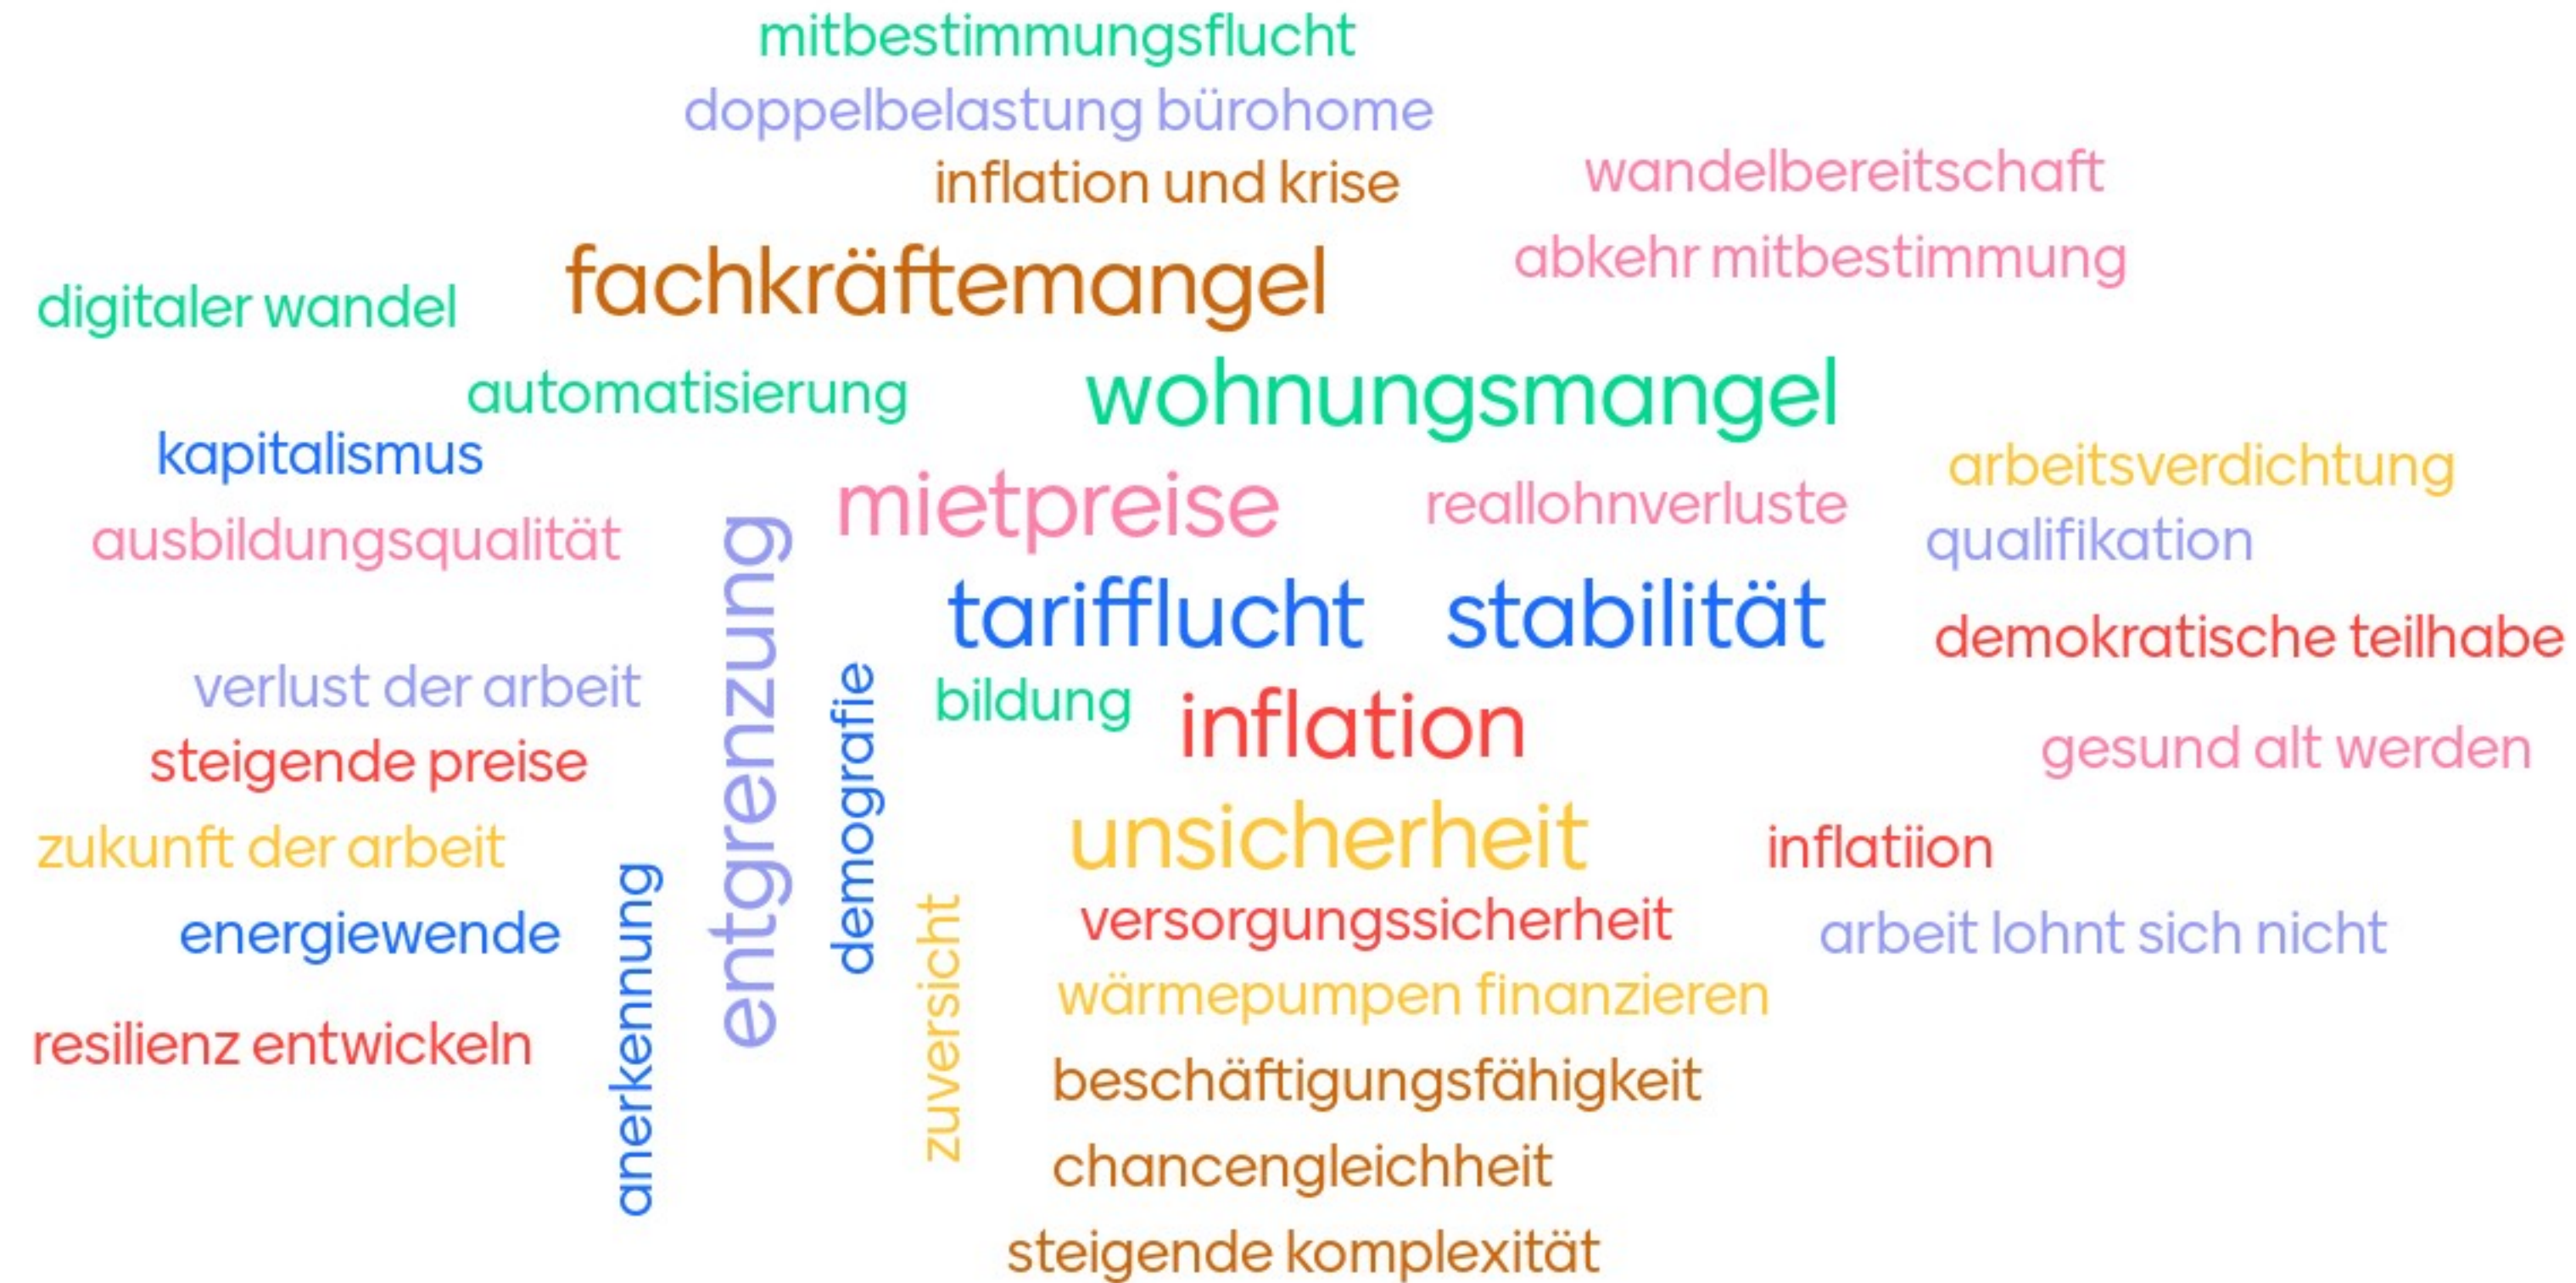 mitbestimmungsflucht
doppelbelastung bürohome
inflation und krise
wandelbereitschaft
abkehr mitbestimmung
fachkräftemangel
digitaler wandel
automatisierung
wohnungsmangel
kapitalismus
arbeitsverdichtung
mietpreise
reallohnverluste
ausbildungsqualität
qualifikation
entgrenzung
tarifflucht
stabilität
demokratische teilhabe
verlust der arbeit
demografie
bildung
inflation
steigende preise
gesund alt werden
zukunft der arbeit
unsicherheit
inflatiion
energiewende
anerkennung
zuversicht
versorgungssicherheit
arbeit lohnt sich nicht
wärmepumpen finanzieren
resilienz entwickeln
beschäftigungsfähigkeit
chancengleichheit
steigende komplexität